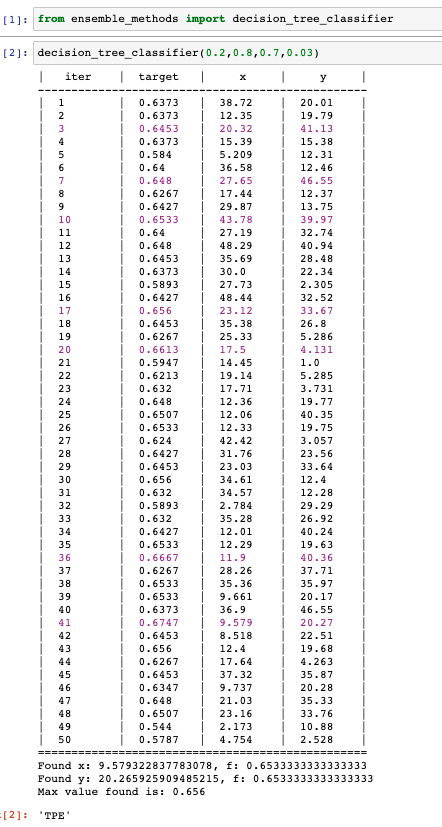 [1]: from ensemble_methods import decision_tree_classifier
[2]: decision_tree_classifier(0.2,0.8,0.7,0.03)
| iter | target | x | y |
-------------------------------------------------
| 1 | 0.6373 | 38.72 | 20.01 |
| 2 | 0.6373 | 12.35 | 19.79 |
| 3 | 0.6453 | 20.32 | 41.13 |
| 4 | 0.6373 | 15.39 | 15.38 |
| 5 | 0.584 | 5.209 | 12.31 |
| 6 | 0.64 | 36.58 | 12.46 |
| 7 | 0.648 | 27.65 | 46.55 |
| 8 | 0.6267 | 17.44 | 12.37 |
| 9 | 0.6427 | 29.87 | 13.75 |
| 10 | 0.6533 | 43.78 | 39.97 |
| 11 | 0.64 | 27.19 | 32.74 |
| 12 | 0.648 | 48.29 | 40.94 |
| 13 | 0.6453 | 35.69 | 28.48 |
| 14 | 0.6373 | 30.0 | 22.34 |
| 15 | 0.5893 | 27.73 | 2.305 |
| 16 | 0.6427 | 48.44 | 32.52 |
| 17 | 0.656 | 23.12 | 33.67 |
| 18 | 0.6453 | 35.38 | 26.8 |
| 19 | 0.6267 | 25.33 | 5.286 |
| 20 | 0.6613 | 17.5 | 4.131 |
| 21 | 0.5947 | 14.45 | 1.0 |
| 22 | 0.6213 | 19.14 | 5.285 |
| 23 | 0.632 | 17.71 | 3.731 |
| 24 | 0.648 | 12.36 | 19.77 |
| 25 | 0.6507 | 12.06 | 40.35 |
| 26 | 0.6533 | 12.33 | 19.75 |
| 27 | 0.624 | 42.42 | 3.057 |
| 28 | 0.6427 | 31.76 | 23.56 |
| 29 | 0.6453 | 23.03 | 33.64 |
| 30 | 0.656 | 34.61 | 12.4 |
| 31 | 0.632 | 34.57 | 12.28 |
| 32 | 0.5893 | 2.784 | 29.29 |
| 33 | 0.632 | 35.28 | 26.92 |
| 34 | 0.6427 | 12.01 | 40.24 |
| 35 | 0.6533 | 12.29 | 19.63 |
| 36 | 0.6667 | 11.9 | 40.36 |
| 37 | 0.6267 | 28.26 | 37.71 |
| 38 | 0.6533 | 35.36 | 35.97 |
| 39 | 0.6533 | 9.661 | 20.17 |
| 40 | 0.6373 | 36.9 | 46.55 |
| 41 | 0.6747 | 9.579 | 20.27 |
| 42 | 0.6453 | 8.518 | 22.51 |
| 43 | 0.656 | 12.4 | 19.68 |
| 44 | 0.6267 | 17.64 | 4.263 |
| 45 | 0.6453 | 37.32 | 35.87 |
| 46 | 0.6347 | 9.737 | 20.28 |
| 47 | 0.648 | 21.03 | 35.33 |
| 48 | 0.6507 | 23.16 | 33.76 |
| 49 | 0.544 | 2.173 | 10.88 |
| 50 | 0.5787 | 4.754 | 2.528 |
=================================================
Found x: 9.579322837783078, f: 0.6533333333333333
Found y: 20.265925909485215, f: 0.6533333333333333
Max value found is: 0.656
[2]: 'TPE'